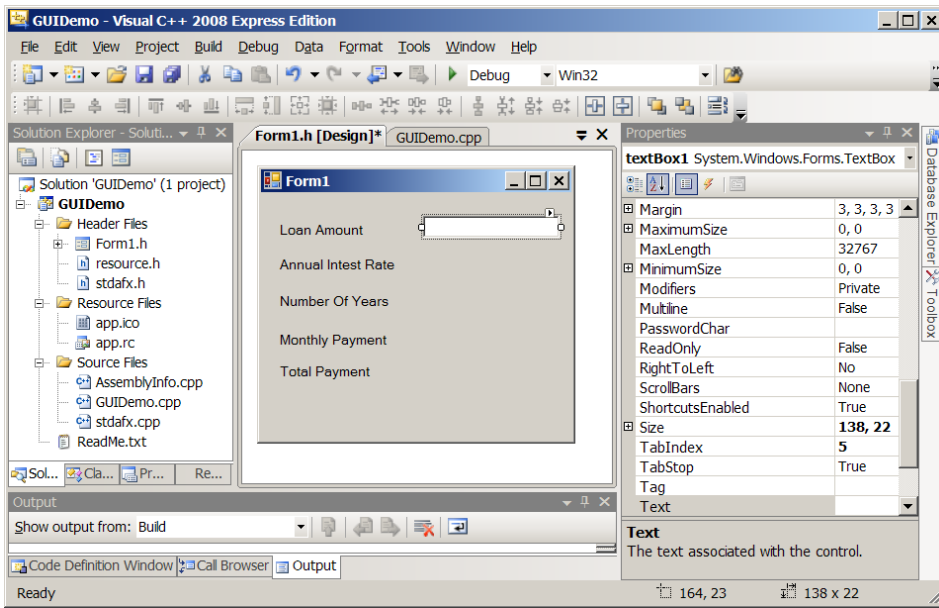 GUIDemo - Visual C++ 2008 Express Edition
File Edit View Project Build Debug Data Format Tools Window Help
Debug Win32
Solution Explorer - Soluti...
Solution 'GUIDemo' (1 project)
GUIDemo
Header Files
Form1.h
resource.h
stdafx.h
Resource Files
app.ico
app.rc
Source Files
AssemblyInfo.cpp
GUIDemo.cpp
stdafx.cpp
ReadMe.txt
Sol... Cla... Pr... Re...
Form1.h [Design]* GUIDemo.cpp
Form1
Loan Amount
Annual Intest Rate
Number Of Years
Monthly Payment
Total Payment
Properties
textBox1 System.Windows.Forms.TextBox
Margin 3, 3, 3, 3
MaximumSize 0, 0
MaxLength 32767
MinimumSize 0, 0
Modifiers Private
Multiline False
PasswordChar
ReadOnly False
RightToLeft No
ScrollBars None
ShortcutsEnabled True
Size 138, 22
TabIndex 5
TabStop True
Tag
Text
Text
The text associated with the control.
Database Explorer
Toolbox
Output
Show output from: Build
Code Definition Window Call Browser Output
Ready 164, 23 138 x 22